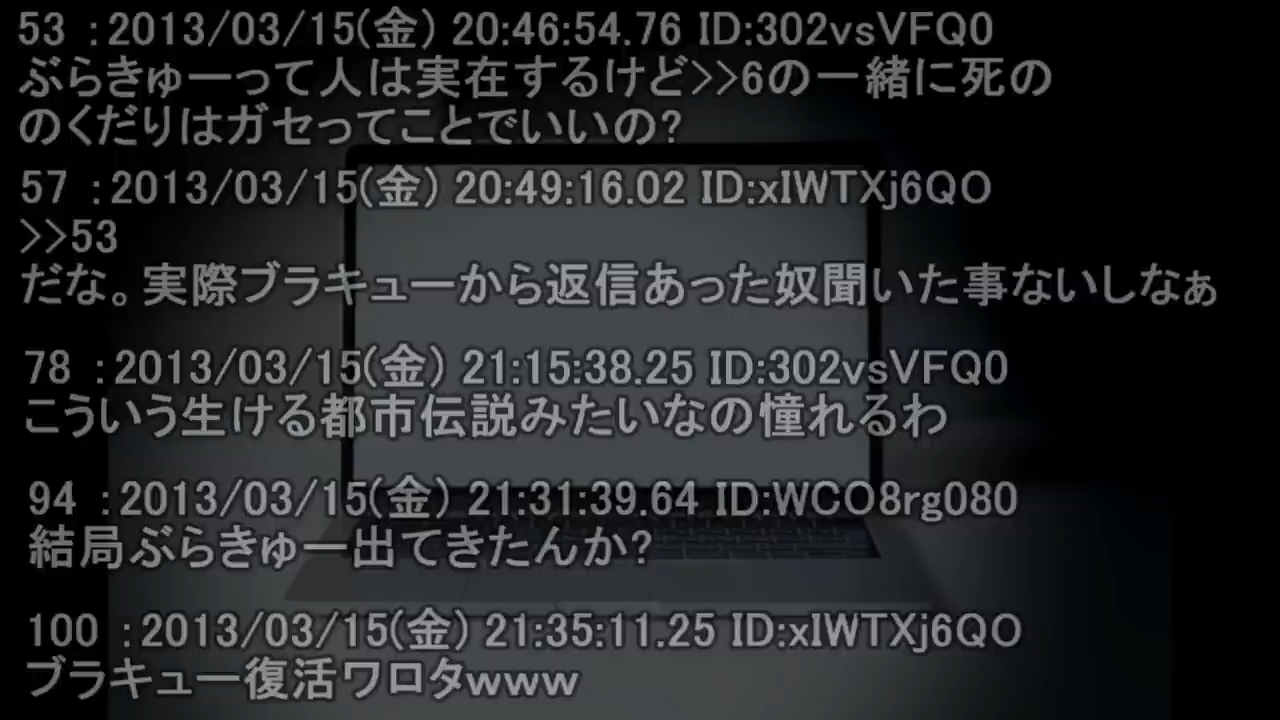 53 :2013/03/15(金) 20:46:54.76 ID:302vsVFQ0
ぶらきゅーって人は実在するけど>>6の一緒に死の
のくだりはガセってことでいいの?
57 :2013/03/15(金) 20:49:16.02 ID:xIWTXj6QO
>>53
だな。実際ブラキューから返信あった奴聞いた事ないしなぁ
78 :2013/03/15(金) 21:15:38.25 ID:302vsVFQ0
こういう生ける都市伝説みたいなの憧れるわ
94 :2013/03/15(金) 21:31:39.64 ID:WCO8rg080
結局ぶらきゅー出てきたんか?
100 :2013/03/15(金) 21:35:11.25 ID:xIWTXj6QO
ブラキュー復活ワロタwww